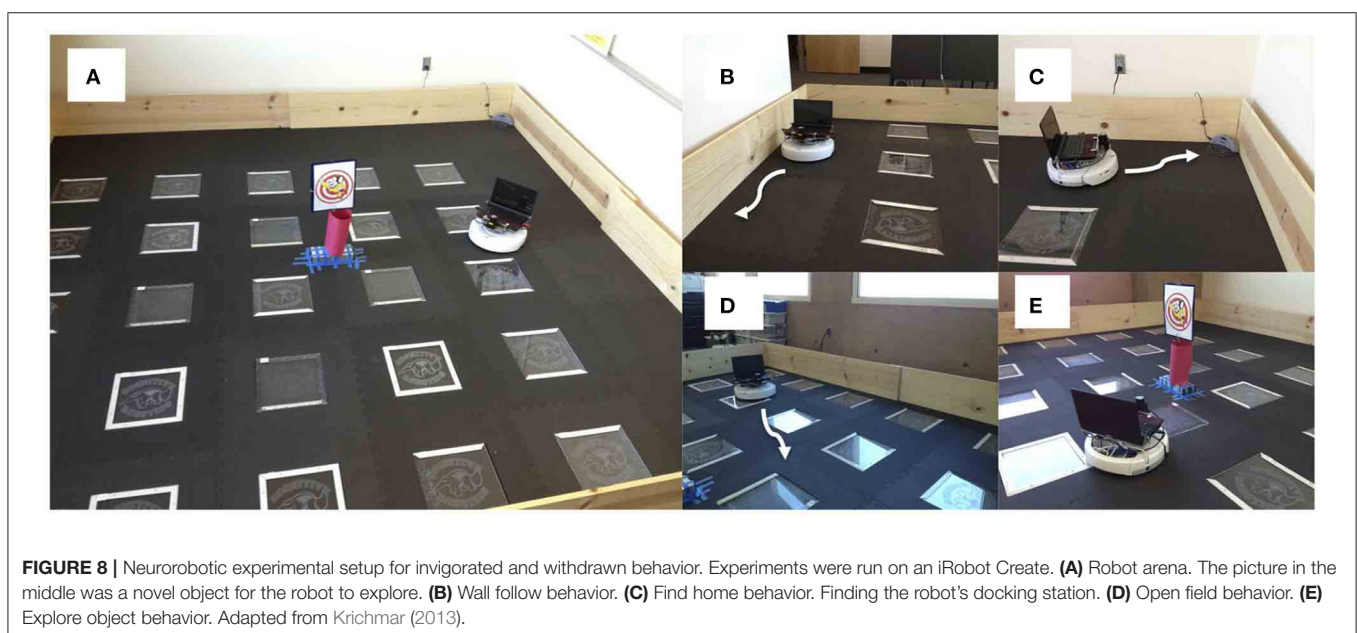 A
B
C
D
E
FIGURE 8 | Neurorobotic experimental setup for invigorated and withdrawn behavior. Experiments were run on an iRobot Create. (A) Robot arena. The picture in the
middle was a novel object for the robot to explore. (B) Wall follow behavior. (C) Find home behavior. Finding the robot's docking station. (D) Open field behavior. (E)
Explore object behavior. Adapted from Krichmar (2013).